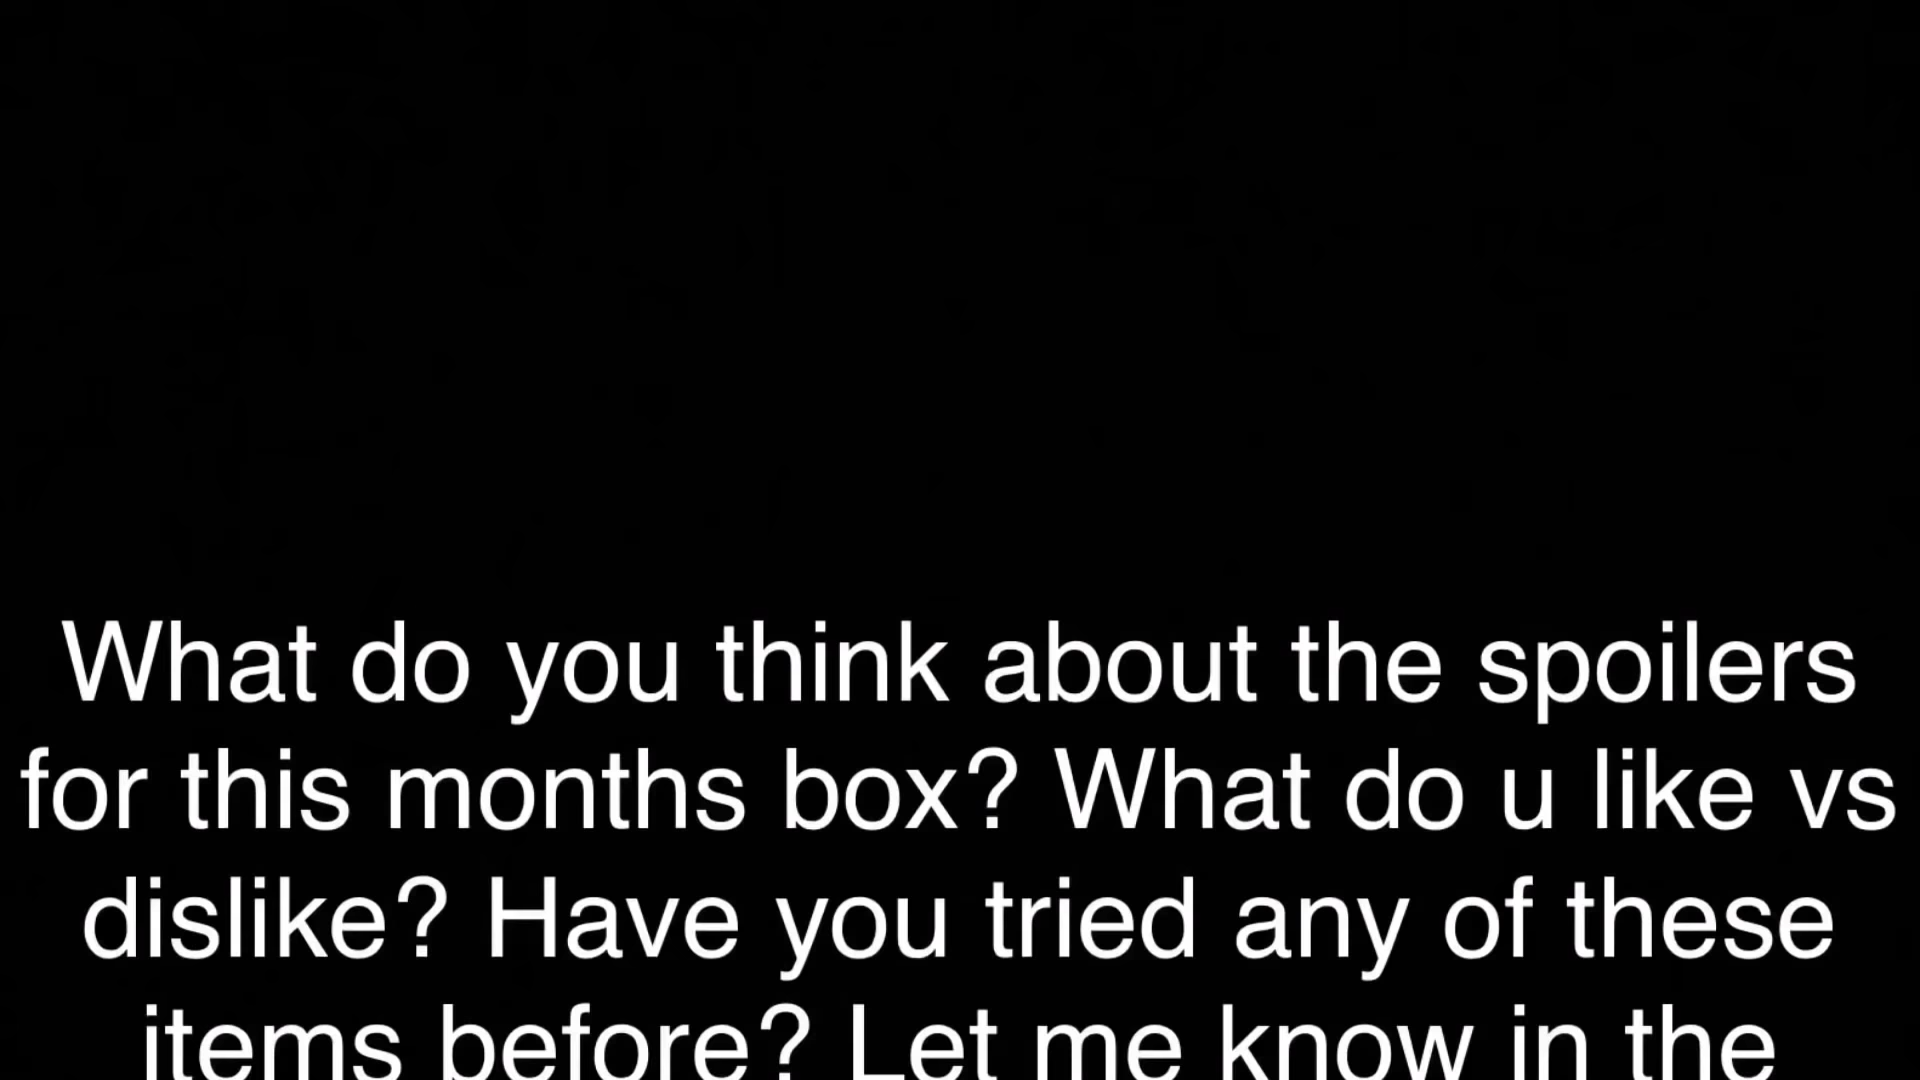 What do you think about the spoilers
for this months box? What do u like vs
dislike? Have you tried any of these
items before? Let me know in the